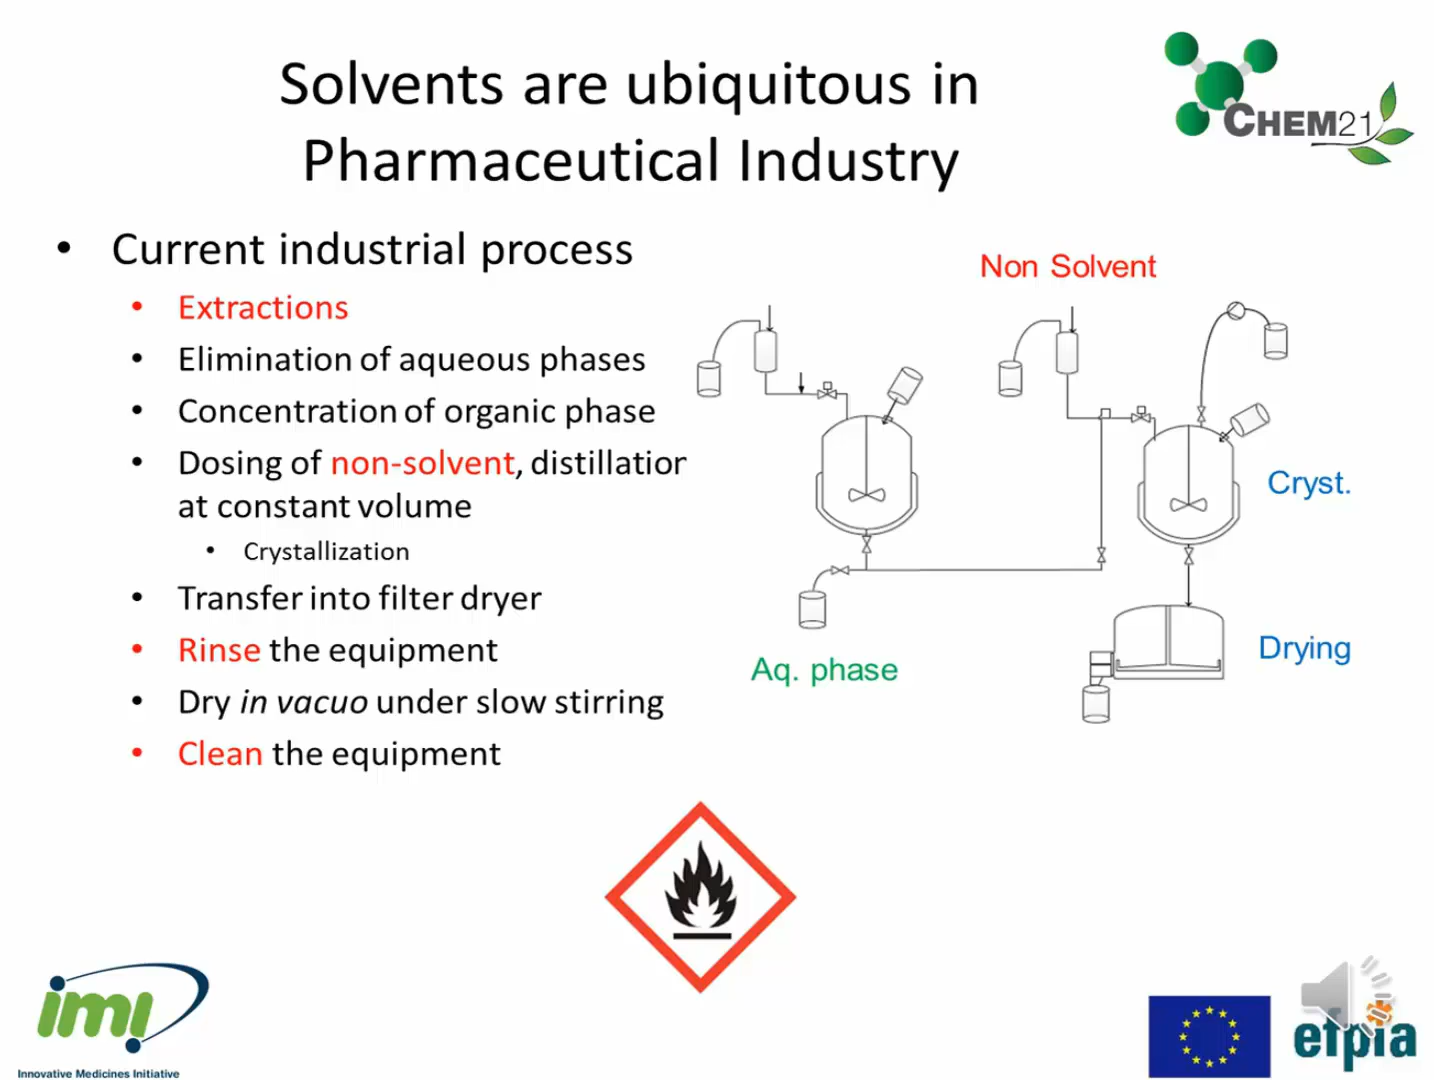 Solvents are ubiquitous in
Pharmaceutical Industry
CHEM21
• Current industrial process
• Extractions
• Elimination of aqueous phases
• Concentration of organic phase
• Dosing of non-solvent, distillation
at constant volume
• Crystallization
• Transfer into filter dryer
• Rinse the equipment
• Dry in vacuo under slow stirring
• Clean the equipment
Non Solvent
Cryst.
Aq. phase
Drying
imi
Innovative Medicines Initiative
efpia